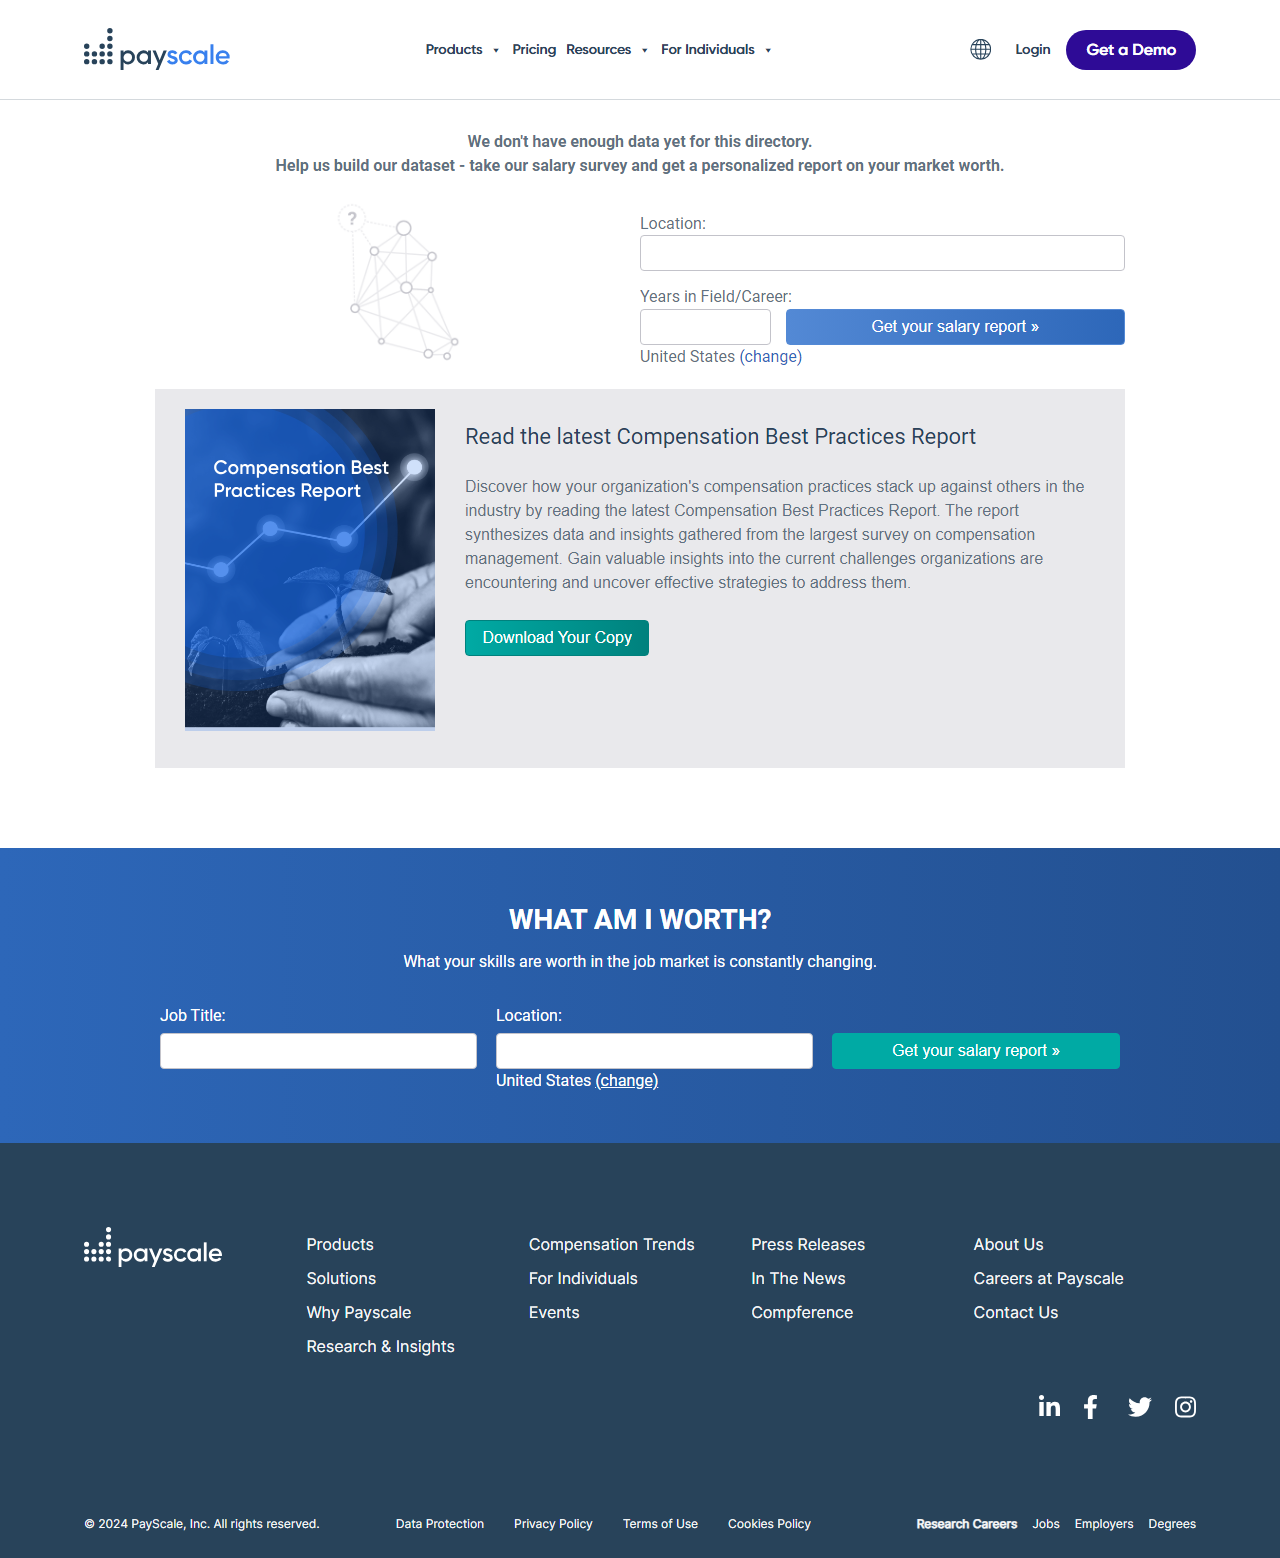 payscale
Products
Pricing
Resources
For Individuals
Login
Get a Demo
We don't have enough data yet for this directory.
Help us build our dataset - take our salary survey and get a personalized report on your market worth.
?
Location:
Years in Field/Career:
Get your salary report »
United States (change)
Compensation Best
Practices Report
Read the latest Compensation Best Practices Report
Discover how your organization's compensation practices stack up against others in the
industry by reading the latest Compensation Best Practices Report. The report
synthesizes data and insights gathered from the largest survey on compensation
management. Gain valuable insights into the current challenges organizations are
encountering and uncover effective strategies to address them.
Download Your Copy
WHAT AM I WORTH?
What your skills are worth in the job market is constantly changing.
Job Title:
Location:
Get your salary report »
United States (change)
payscale
Products
Solutions
Why Payscale
Research & Insights
Compensation Trends
For Individuals
Events
Press Releases
In The News
Compference
About Us
Careers at Payscale
Contact Us
© 2024 PayScale, Inc. All rights reserved.
Data Protection
Privacy Policy
Terms of Use
Cookies Policy
Research Careers
Jobs
Employers
Degrees